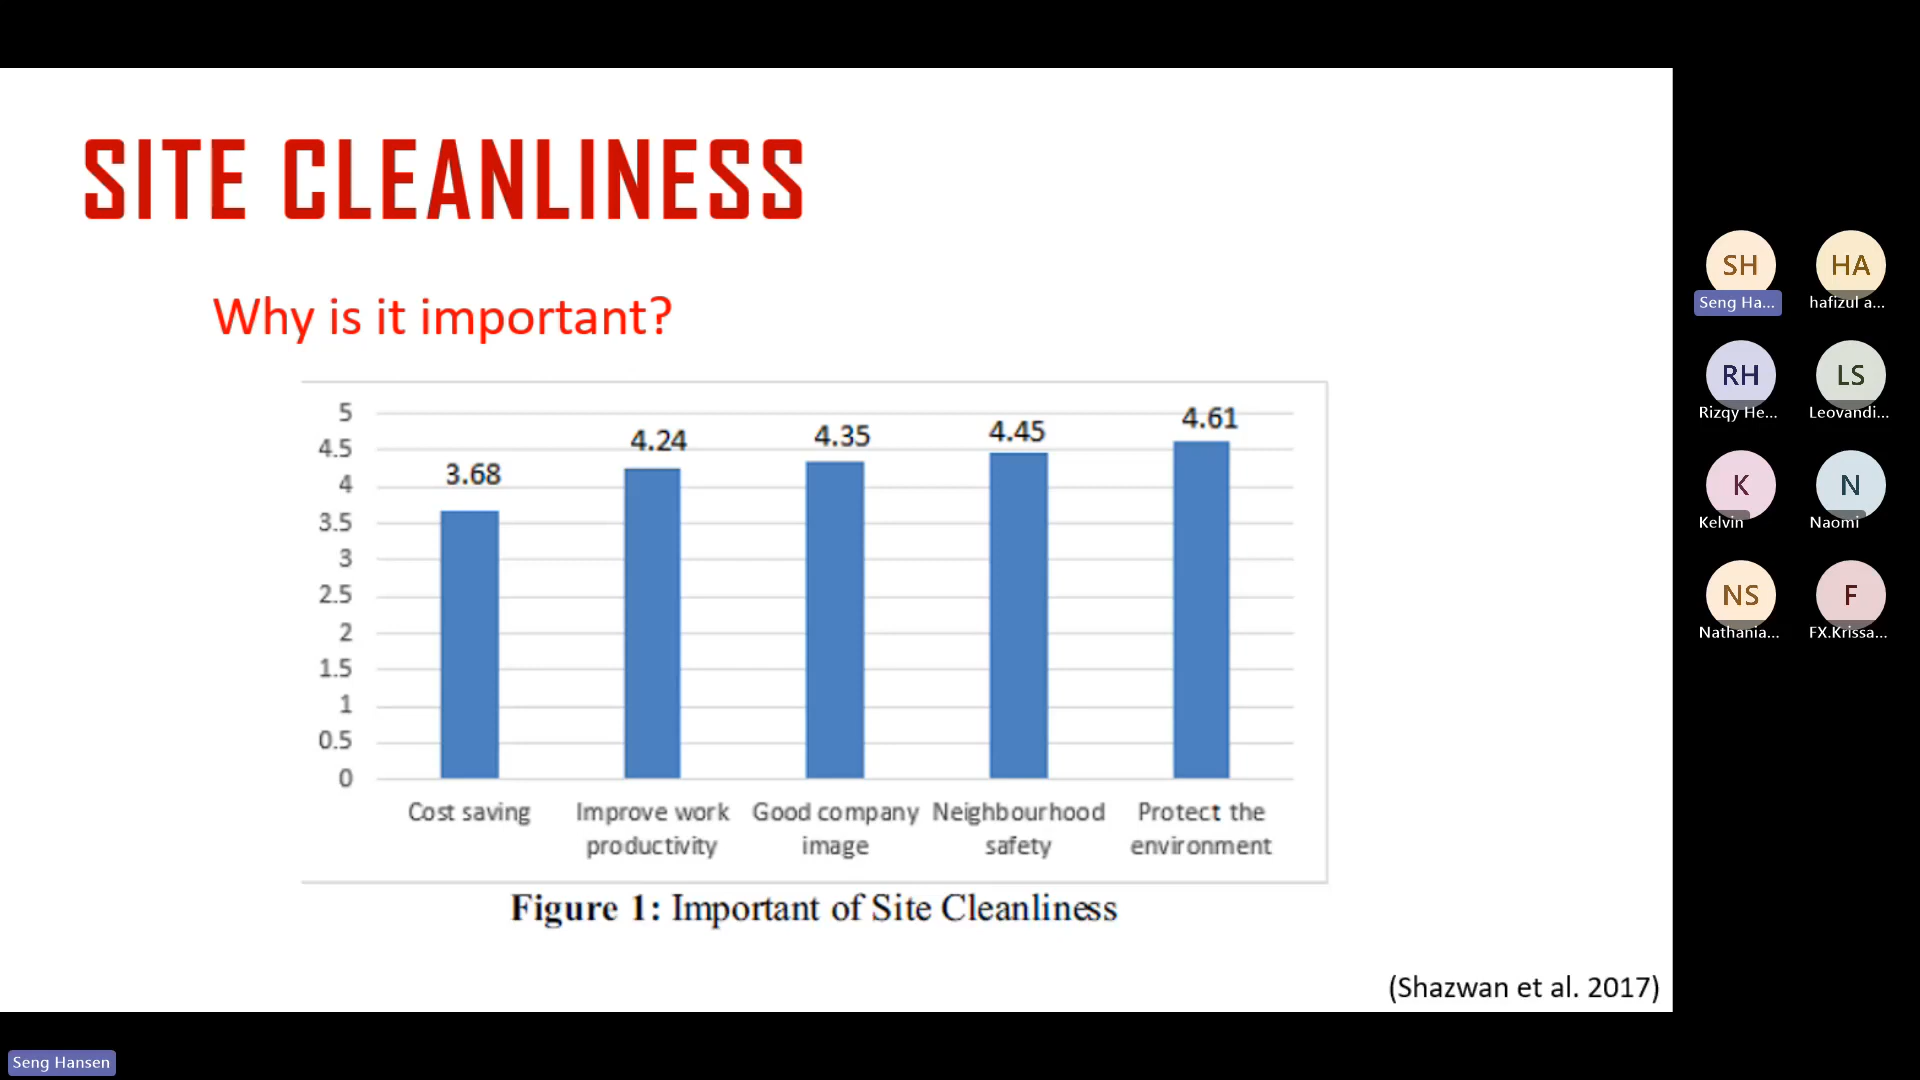 SITE CLEANLINESS
Why is it important?
5
4.5
4
3.5
3
2.5
2
1.5
1
0.5
0
3.68
4.24
4.35
4.45
4.61
Cost saving
Improve work
productivity
Good company
image
Neighbourhood
safety
Protect the
environment
Figure 1: Important of Site Cleanliness
(Shazwan et al. 2017)
SH
Seng Ha...
HA
hafizul a...
RH
Rizqy He...
LS
Leovandi...
K
Kelvin
N
Naomi
NS
Nathania...
F
FX.Krissa...
Seng Hansen